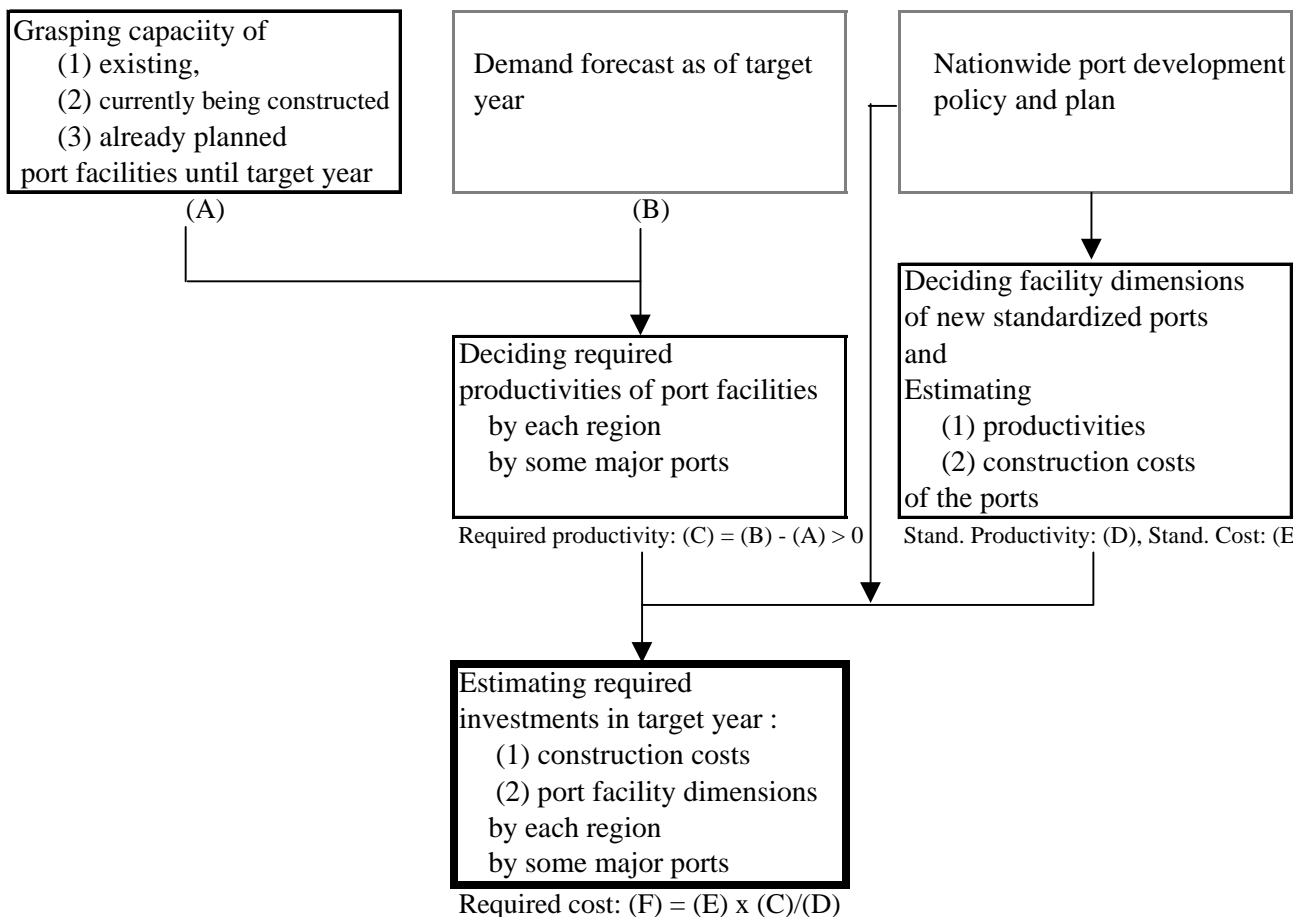 Grasping capaciity of
(1) existing,
(2) currently being constructed
(3) already planned
port facilities until target year
(A)
Demand forecast as of target
year
(B)
Nationwide port development
policy and plan
Deciding required
productivities of port facilities
by each region
by some major ports
Required productivity: (C) = (B) - (A) > 0
Deciding facility dimensions
of new standardized ports
and
Estimating
(1) productivities
(2) construction costs
of the ports
Stand. Productivity: (D), Stand. Cost: (E
Estimating required
investments in target year :
(1) construction costs
(2) port facility dimensions
by each region
by some major ports
Required cost: (F) = (E) x (C)/(D)